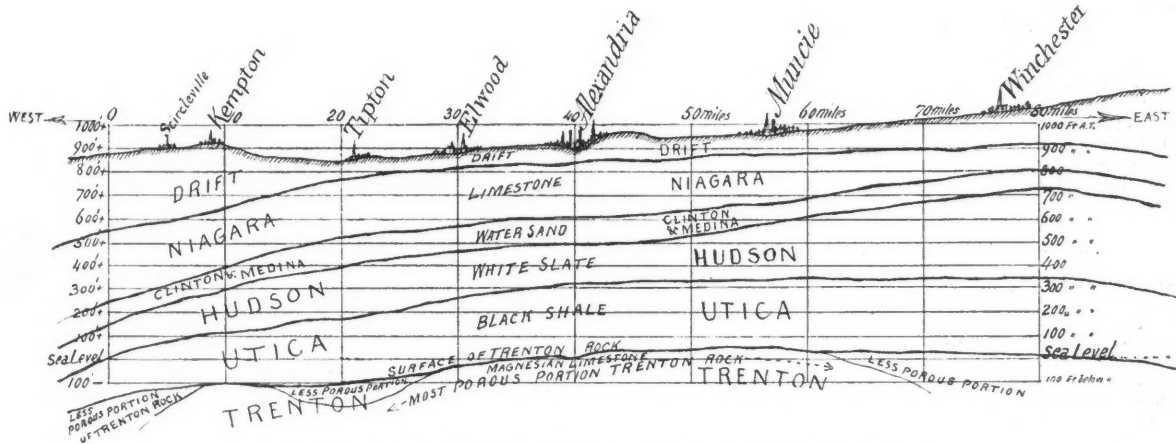 Scircleville
Kempton
Tipton
Elwood
Alexandria
Muncie
Winchester
WEST
0
10
20
30
40
50 miles
60 miles
70 miles
80 miles
EAST
1000+
900+
800+
700+
600+
500+
400+
300+
200+
100+
Sea Level
100-
1000 Ft A.T.
900 " "
800 " "
700 " "
600 " "
500 " "
400
300 " "
200 " "
100 " "
Sea Level
100 Ft below "
DRIFT
DRIFT
DRIFT
LIMESTONE
NIAGARA
NIAGARA
WATER SAND
CLINTON
& MEDINA
CLINTON & MEDINA
WHITE SLATE
HUDSON
HUDSON
BLACK SHALE
UTICA
UTICA
SURFACE OF TRENTON ROCK
MAGNESIAN LIMESTONE
MOST POROUS PORTION TRENTON ROCK
LESS POROUS PORTION
LESS POROUS PORTION
TRENTON
TRENTON
LESS
POROUS PORTION
OF TRENTON ROCK